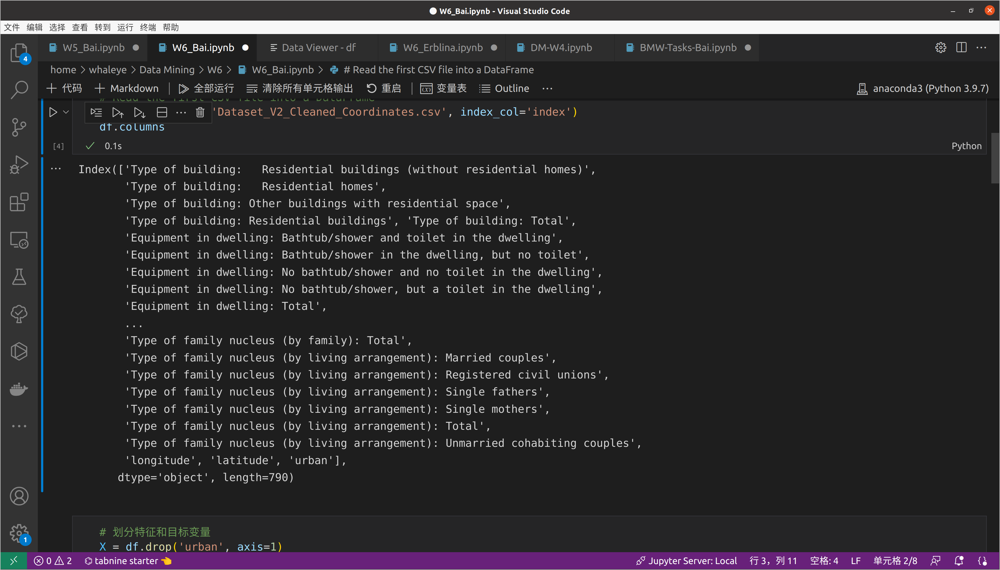 W6_Bai.ipynb - Visual Studio Code
文件 编辑 选择 查看 转到 运行 终端 帮助
W5_Bai.ipynb W6_Bai.ipynb Data Viewer - df W6_Erblina.ipynb DM-W4.ipynb BMW-Tasks-Bai.ipynb
4
home > whaleye > Data Mining > W6 > W6_Bai.ipynb > # Read the first CSV file into a DataFrame
代码 Markdown 全部运行 清除所有单元格输出 重启 变量表 Outline ... anaconda3 (Python 3.9.7)
# Read the first CSV file into a DataFrame
'Dataset_V2_Cleaned_Coordinates.csv', index_col='index')
df.columns
[4] 0.1s Python
Index(['Type of building:   Residential buildings (without residential homes)',
'Type of building:   Residential homes',
'Type of building: Other buildings with residential space',
'Type of building: Residential buildings', 'Type of building: Total',
'Equipment in dwelling: Bathtub/shower and toilet in the dwelling',
'Equipment in dwelling: Bathtub/shower in the dwelling, but no toilet',
'Equipment in dwelling: No bathtub/shower and no toilet in the dwelling',
'Equipment in dwelling: No bathtub/shower, but a toilet in the dwelling',
'Equipment in dwelling: Total',
...
'Type of family nucleus (by family): Total',
'Type of family nucleus (by living arrangement): Married couples',
'Type of family nucleus (by living arrangement): Registered civil unions',
'Type of family nucleus (by living arrangement): Single fathers',
'Type of family nucleus (by living arrangement): Single mothers',
'Type of family nucleus (by living arrangement): Total',
'Type of family nucleus (by living arrangement): Unmarried cohabiting couples',
'longitude', 'latitude', 'urban'],
dtype='object', length=790)
# 划分特征和目标变量
X = df.drop('urban', axis=1)
1
0 2 tabnine starter Jupyter Server: Local 行 3，列 11 空格: 4 LF 单元格 2/8